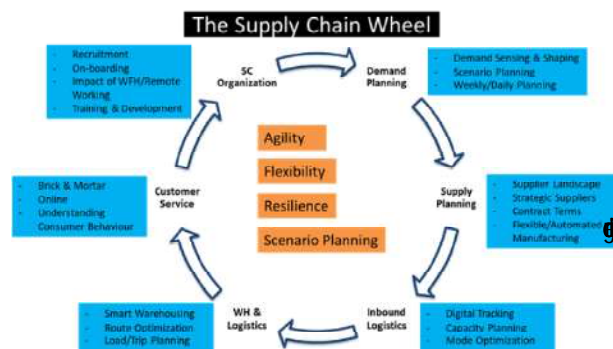 The Supply Chain Wheel
- Recruitment
- On-boarding
- Impact of WFH/Remote
Working
- Training & Development
SC
Organization
Demand
Planning
- Demand Sensing & Shaping
- Scenario Planning
- Weekly/Daily Planning
Agility
Flexibility
Resilience
Scenario Planning
- Brick & Mortar
- Online
- Understanding
Consumer Behaviour
Customer
Service
Supply
Planning
- Supplier Landscape
- Strategic Suppliers
- Contract Terms
- Flexible/Automated
Manufacturing
- Smart Warehousing
- Route Optimization
- Load/Trip Planning
WH &
Logistics
Inbound
Logistics
- Digital Tracking
- Capacity Planning
- Mode Optimization